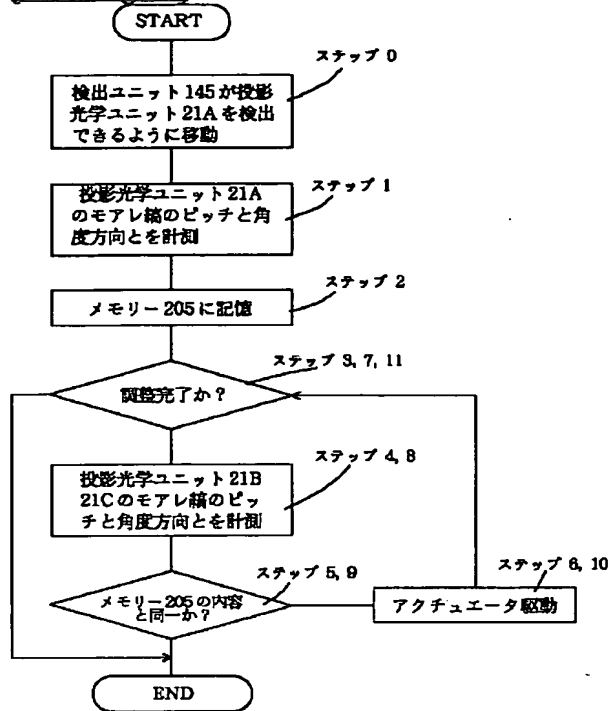 START
ステップ 0
検出ユニット 145 が投影
光学ユニット 21A を検出
できるように移動
ステップ 1
投影光学ユニット 21A
のモアレ縞のピッチと角
度方向とを計測
ステップ 2
メモリー 205 に記憶
ステップ 3, 7, 11
調整完了か？
ステップ 4, 8
投影光学ユニット 21B
21C のモアレ縞のピッ
チと角度方向とを計測
ステップ 5, 9
メモリー 205 の内容
と同一か？
ステップ 6, 10
アクチュエータ駆動
END